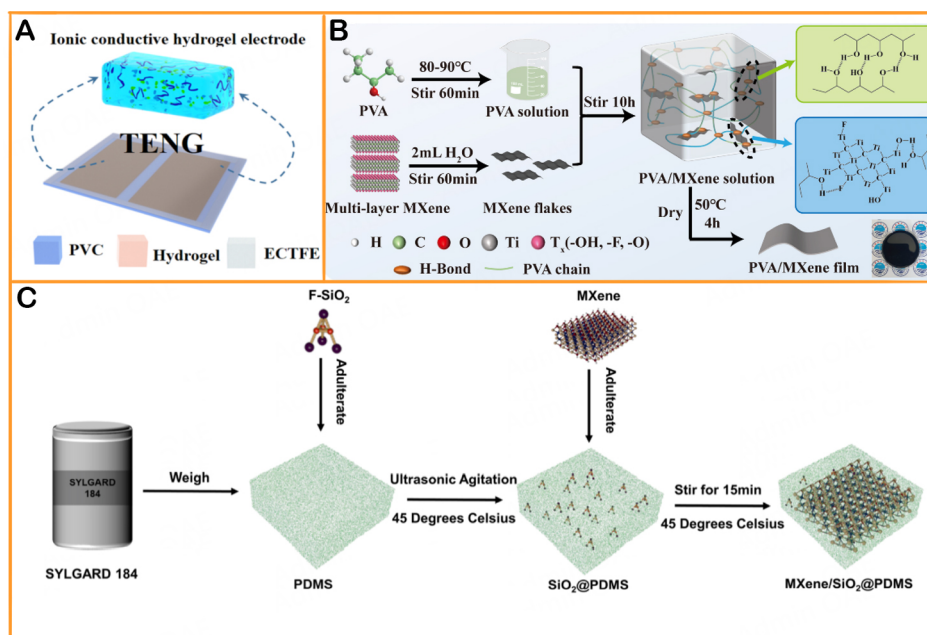 A
Ionic conductive hydrogel electrode
TENG
PVC
Hydrogel
ECTFE
B
PVA
80-90℃
Stir 60min
PVA solution
Multi-layer MXene
2mL H₂O
Stir 60min
MXene flakes
Stir 10h
PVA/MXene solution
Dry
50℃
4h
PVA/MXene film
H
C
O
Ti
Tₓ(-OH, -F, -O)
H-Bond
PVA chain
C
SYLGARD
184
SYLGARD 184
Weigh
F-SiO₂
Adulterate
PDMS
Ultrasonic Agitation
45 Degrees Celsius
MXene
Adulterate
SiO₂@PDMS
Stir for 15min
45 Degrees Celsius
MXene/SiO₂@PDMS